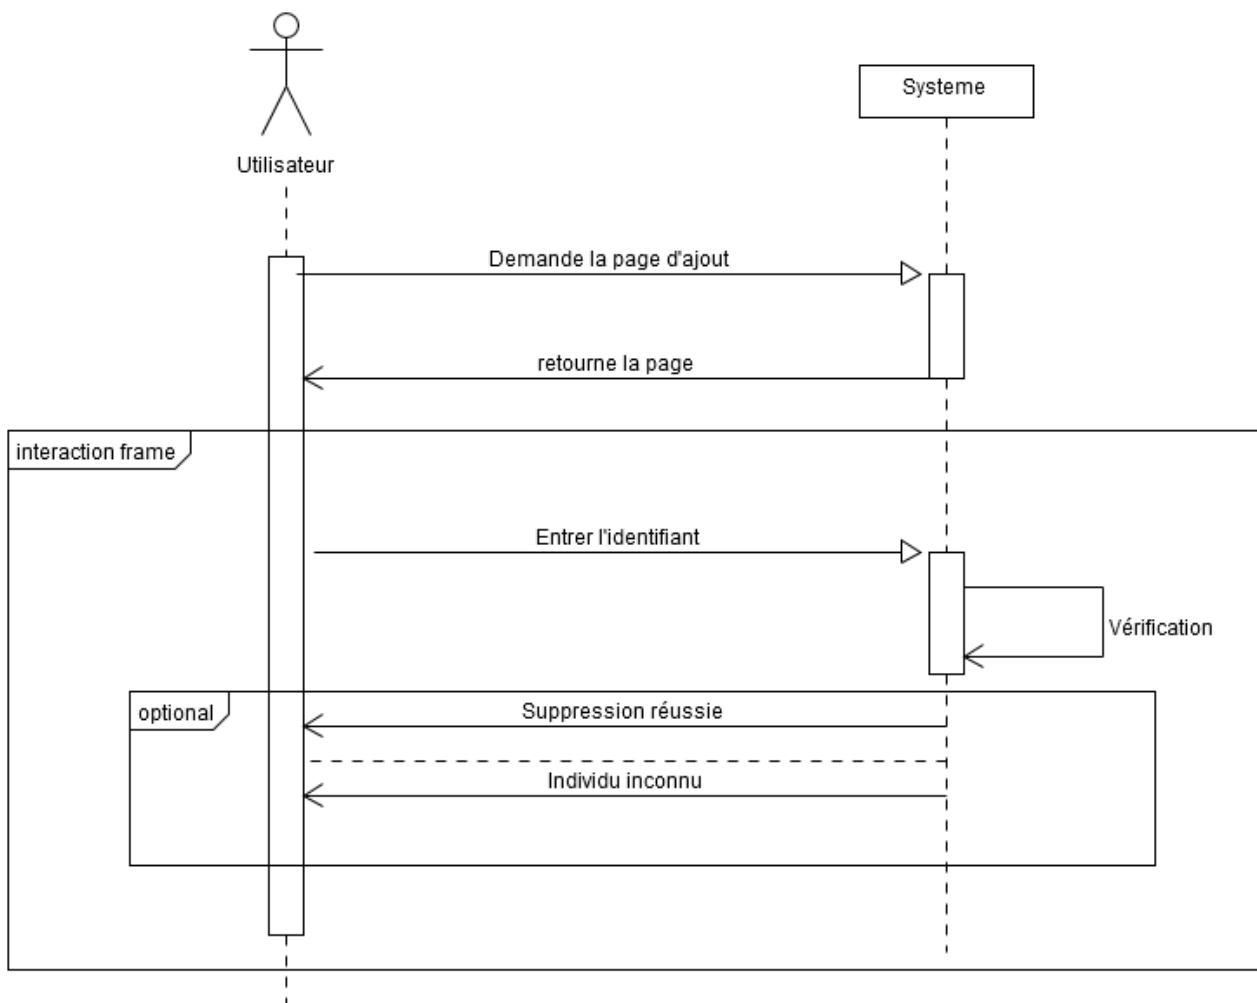 Systeme
Utilisateur
Demande la page d'ajout
retourne la page
interaction frame
Entrer l'identifiant
Vérification
optional
Suppression réussie
Individu inconnu